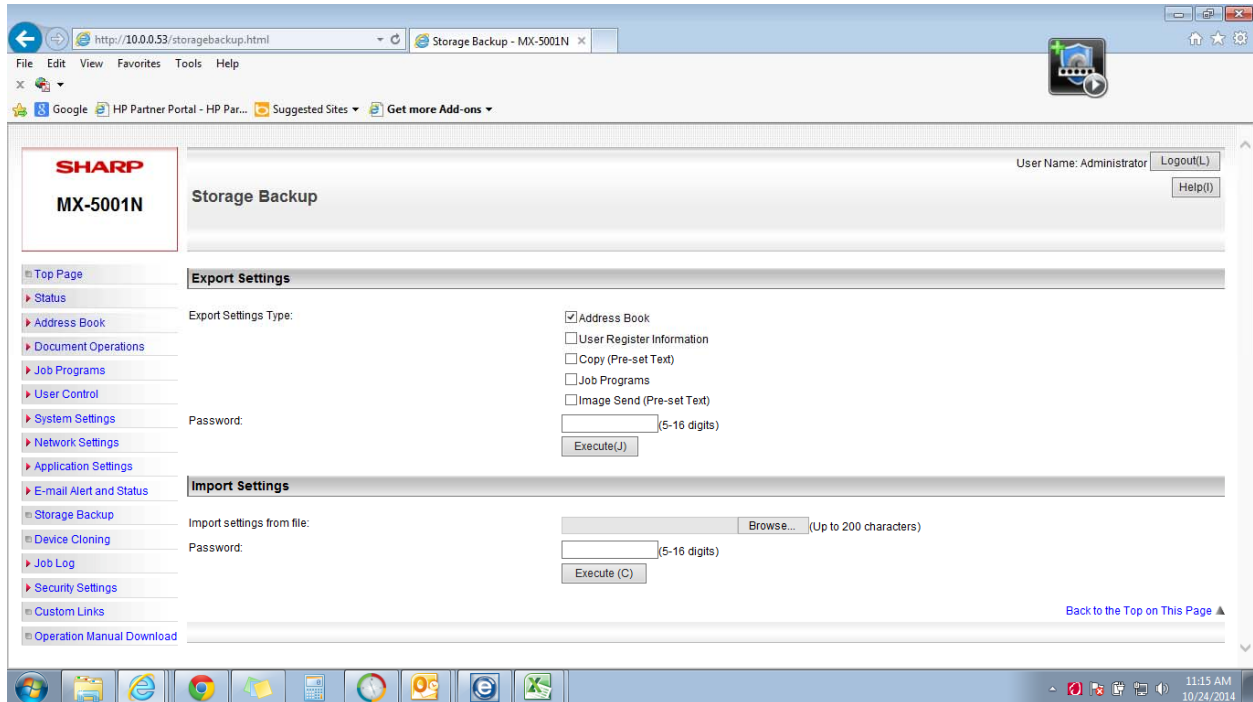 http://10.0.0.53/storagebackup.html
Storage Backup - MX-5001N
File Edit View Favorites Tools Help
Google HP Partner Portal - HP Par... Suggested Sites Get more Add-ons
SHARP
MX-5001N
Storage Backup
User Name: Administrator Logout(L)
Help(I)
Top Page
Status
Address Book
Document Operations
Job Programs
User Control
System Settings
Network Settings
Application Settings
E-mail Alert and Status
Storage Backup
Device Cloning
Job Log
Security Settings
Custom Links
Operation Manual Download
Export Settings
Export Settings Type:
Address Book
User Register Information
Copy (Pre-set Text)
Job Programs
Image Send (Pre-set Text)
Password: (5-16 digits)
Execute(J)
Import Settings
Import settings from file: Browse... (Up to 200 characters)
Password: (5-16 digits)
Execute (C)
Back to the Top on This Page
11:15 AM
10/24/2014